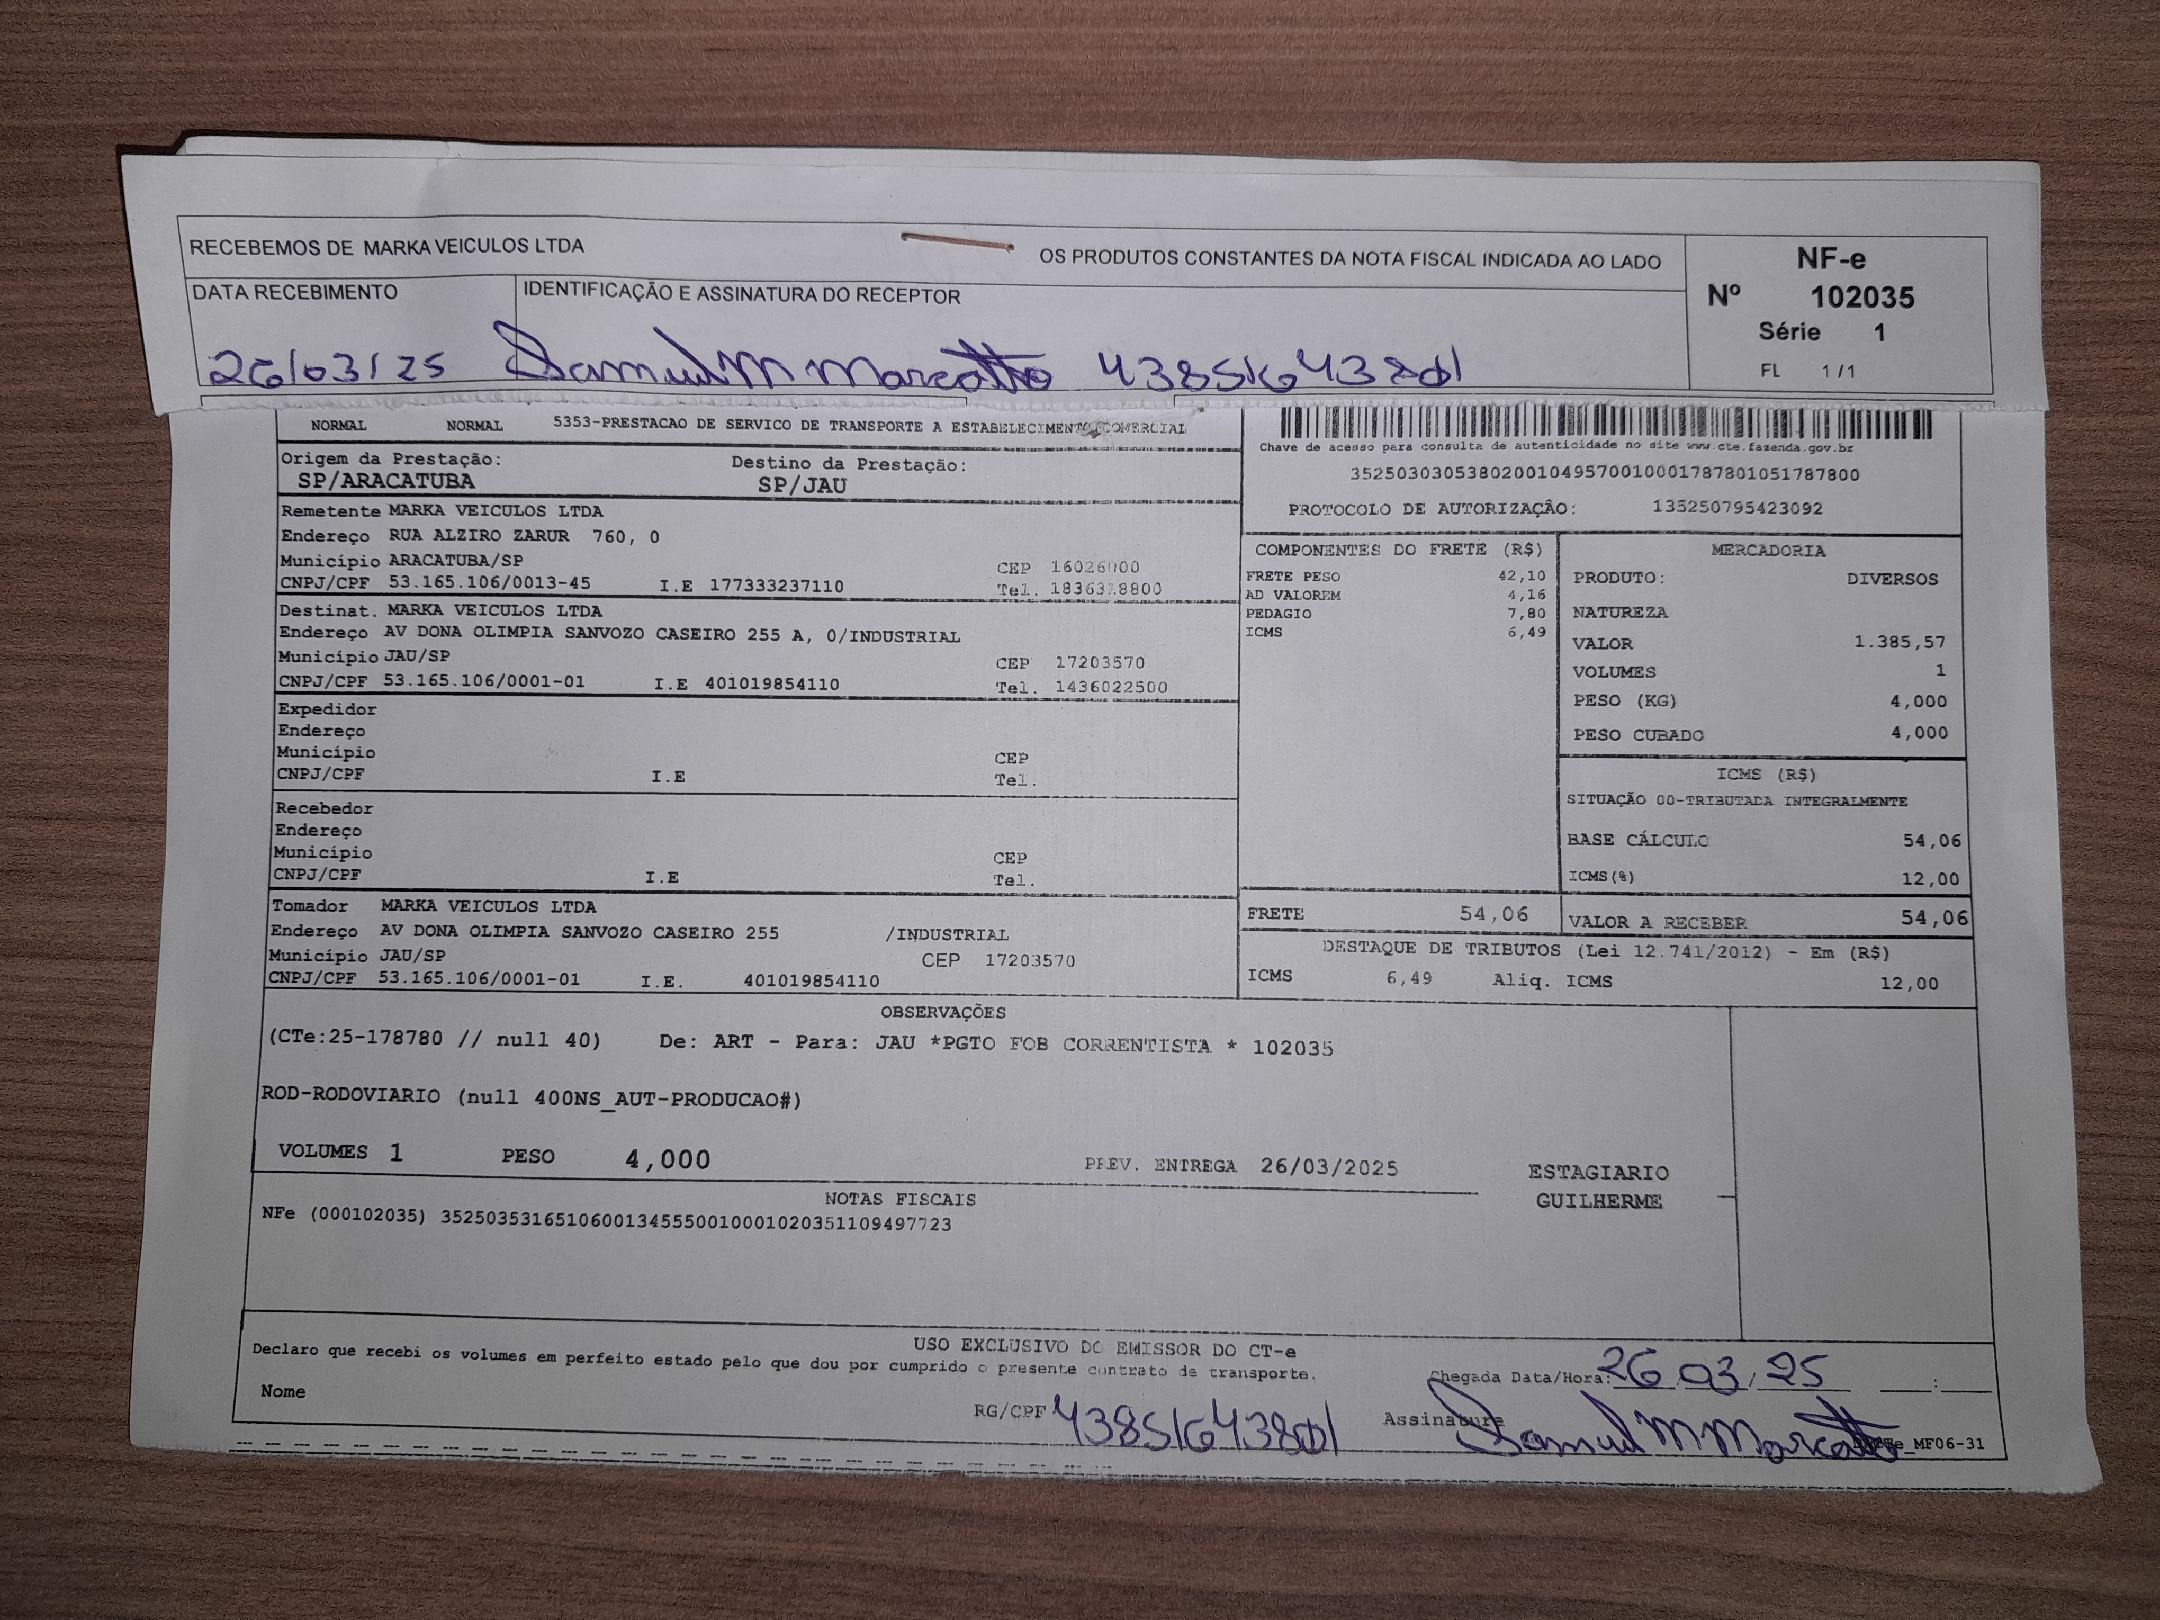 RECEBEMOS DE MARKA VEICULOS LTDA OS PRODUTOS CONSTANTES DA NOTA FISCAL INDICADA AO LADO
NF-e
Nº 102035
Série 1
FL 1/1
DATA RECEBIMENTO
26/03/25
IDENTIFICAÇÃO E ASSINATURA DO RECEPTOR
Samuel M Marcatto
NORMAL NORMAL 5353-PRESTACAO DE SERVICO DE TRANSPORTE A ESTABELECIMENTO COMERCIAL
Origem da Prestação: Destino da Prestação:
SP/ARACATUBA SP/JAU
Remetente MARKA VEICULOS LTDA
Endereço RUA ALZIRO ZARUR 760, 0
Município ARACATUBA/SP CEP 16026000
CNPJ/CPF 53.165.106/0013-45 I.E 177333237110 Tel.
Destinat. MARKA VEICULOS LTDA
Endereço AV DONA OLIMPIA SANVOZO CASEIRO 255 A, 0/INDUSTRIAL
Município JAU/SP CEP 17203570
CNPJ/CPF 53.165.106/0001-01 I.E 401019854110 Tel. 1436022500
Expedidor
Endereço
Município CEP
CNPJ/CPF I.E Tel.
Recebedor
Endereço
Município CEP
CNPJ/CPF I.E Tel.
Tomador MARKA VEICULOS LTDA
Endereço AV DONA OLIMPIA SANVOZO CASEIRO 255 /INDUSTRIAL
Município JAU/SP CEP 17203570
CNPJ/CPF 53.165.106/0001-01 I.E. 401019854110
Chave de acesso para consulta de autenticidade no site www.cte.fazenda.gov.br
35250303053802001049570010001787801051787800
PROTOCOLO DE AUTORIZAÇÃO: 135250795423092
COMPONENTES DO FRETE (R$)
FRETE PESO 42,10
AD VALOREM 4,16
PEDAGIO 7,80
ICMS 6,49
MERCADORIA
PRODUTO: DIVERSOS
NATUREZA
VALOR 1.385,57
VOLUMES 1
PESO (KG) 4,000
PESO CUBADO 4,000
ICMS (R$)
SITUAÇÃO 00-TRIBUTADA INTEGRALMENTE
BASE CÁLCULO 54,06
ICMS(%) 12,00
FRETE 54,06 VALOR A RECEBER 54,06
DESTAQUE DE TRIBUTOS (Lei 12.741/2012) - Em (R$)
ICMS 6,49 Aliq. ICMS 12,00
OBSERVAÇÕES
(CTe:25-178780 // null 40) De: ART - Para: JAU *PGTO FOB CORRENTISTA * 102035
ROD-RODOVIARIO (null 400NS_AUT-PRODUCAO#)
VOLUMES 1 PESO 4,000 PREV. ENTREGA 26/03/2025
ESTAGIARIO
GUILHERME
NOTAS FISCAIS
NFe (000102035) 35250353165106001345550010001020351109497723
USO EXCLUSIVO DO EMISSOR DO CT-e
Declaro que recebi os volumes em perfeito estado pelo que dou por cumprido o presente contrato de transporte.
Chegada Data/Hora: 26/03/25 :
Nome
RG/CPF
Assinatura Samuel M Marcatto
MF06-31